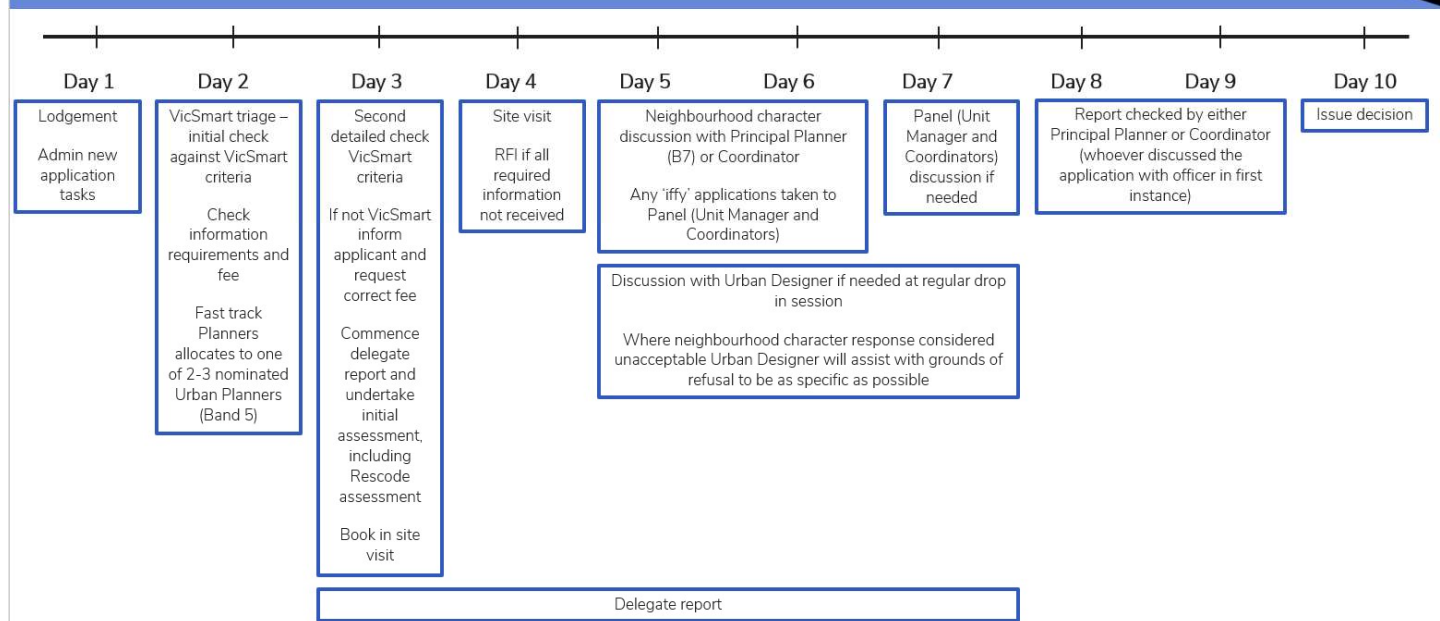 Day 1
Day 2
Day 3
Day 4
Day 5
Day 6
Day 7
Day 8
Day 9
Day 10
Lodgement
Admin new
application
tasks
VicSmart triage –
initial check
against VicSmart
criteria
Check
information
requirements and
fee
Fast track
Planners
allocates to one
of 2-3 nominated
Urban Planners
(Band 5)
Second
detailed check
VicSmart
criteria
If not VicSmart
inform
applicant and
request
correct fee
Commence
delegate
report and
undertake
initial
assessment,
including
Rescode
assessment
Book in site
visit
Site visit
RFI if all
required
information
not received
Neighbourhood character
discussion with Principal Planner
(B7) or Coordinator
Any ‘iffy’ applications taken to
Panel (Unit Manager and
Coordinators)
Panel (Unit
Manager and
Coordinators)
discussion if
needed
Discussion with Urban Designer if needed at regular drop
in session
Where neighbourhood character response considered
unacceptable Urban Designer will assist with grounds of
refusal to be as specific as possible
Report checked by either
Principal Planner or Coordinator
(whoever discussed the
application with officer in first
instance)
Issue decision
Delegate report